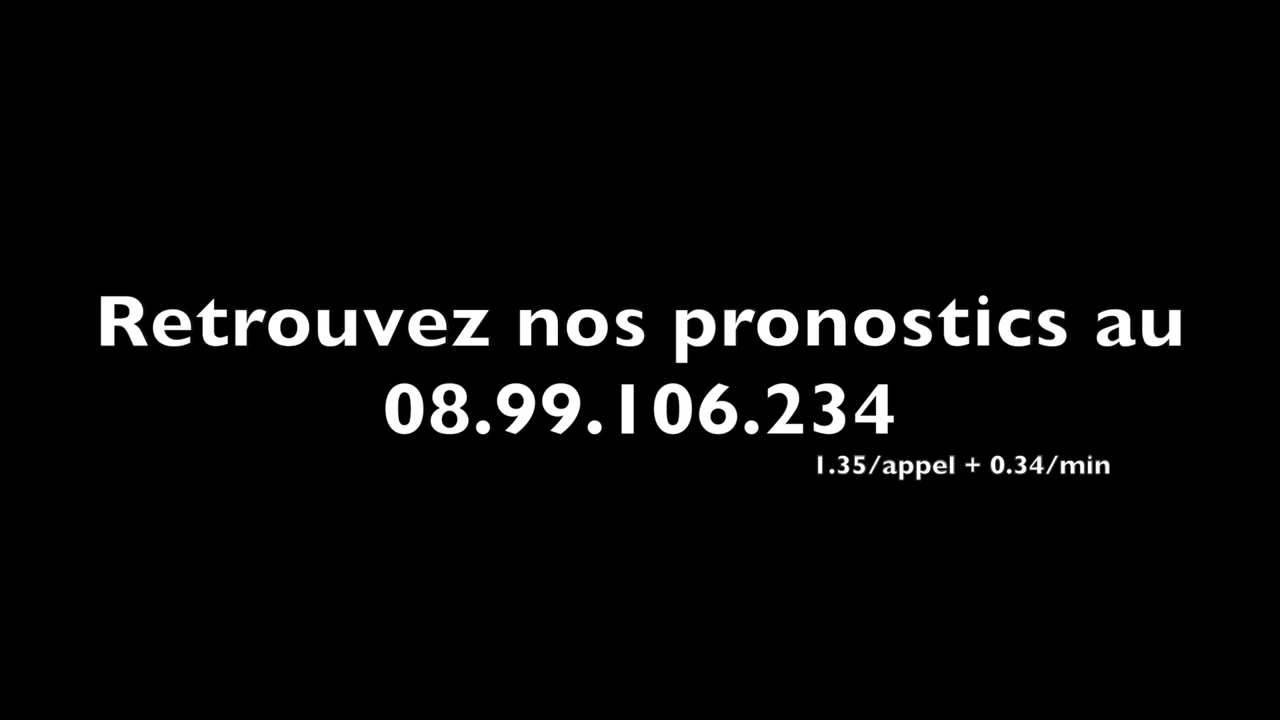 Retrouvez nos pronostics au
08.99.106.234
1.35/appel + 0.34/min